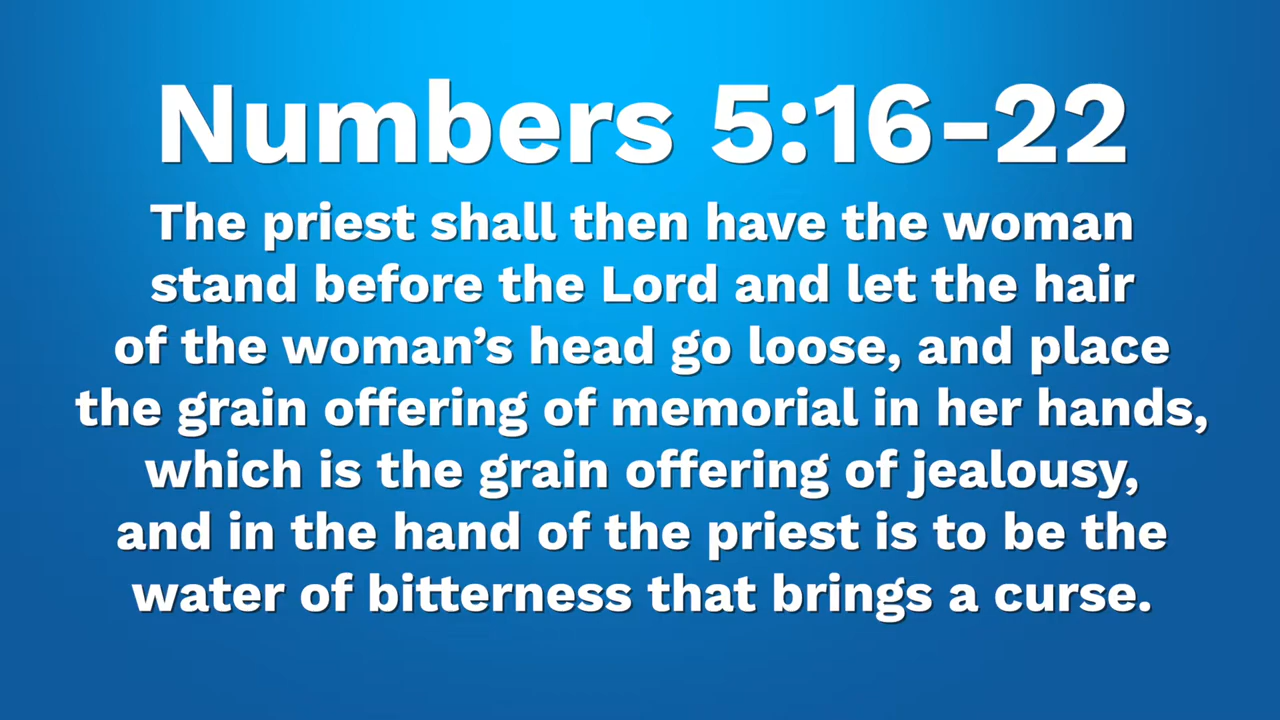 Numbers 5:16-22
The priest shall then have the woman
stand before the Lord and let the hair
of the woman’s head go loose, and place
the grain offering of memorial in her hands,
which is the grain offering of jealousy,
and in the hand of the priest is to be the
water of bitterness that brings a curse.